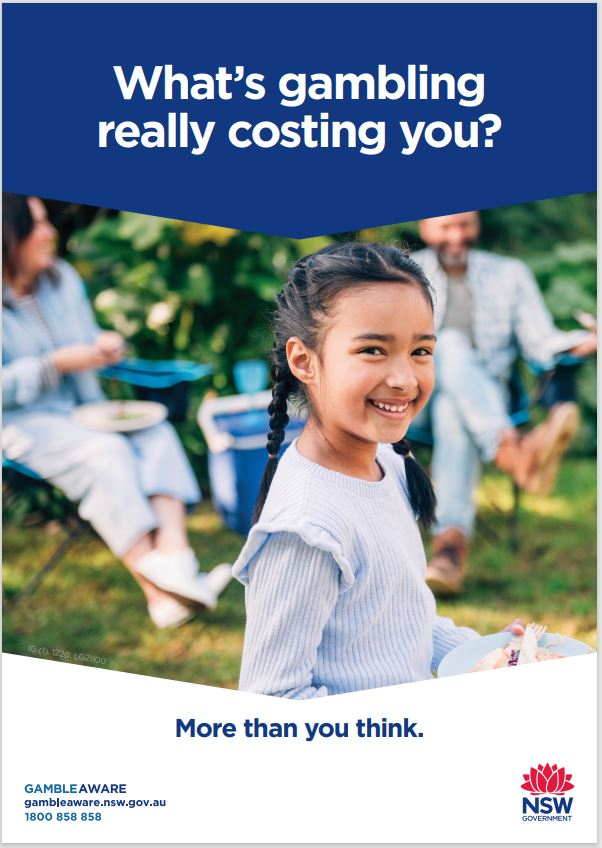 What's gambling
really costing you?
IG (1). 1220. LG21100
More than you think.
GAMBLEAWARE
gambleaware.nsw.gov.au
1800 858 858
NSW
GOVERNMENT